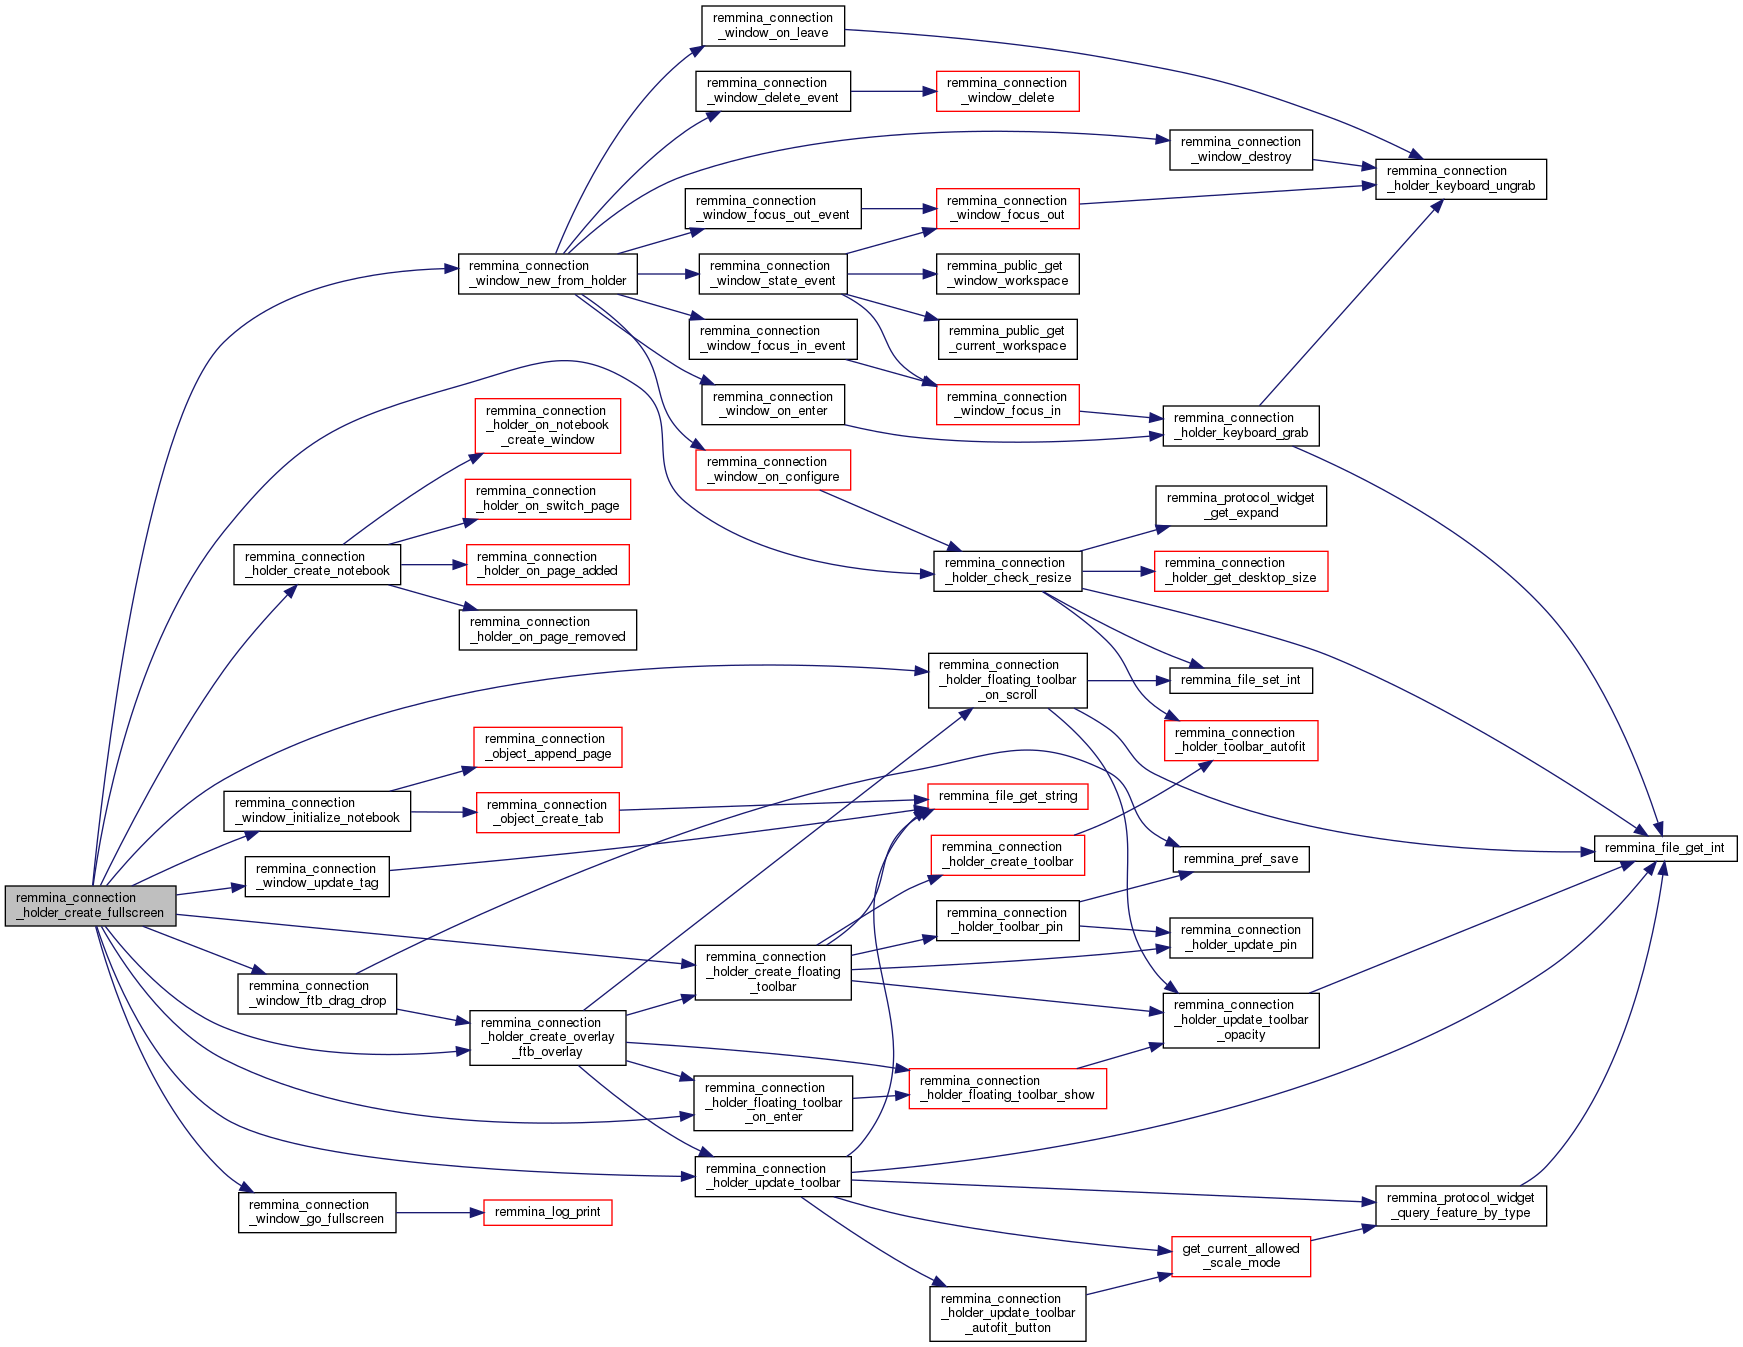 remmina_connection
_window_on_leave
remmina_connection
_window_delete_event
remmina_connection
_window_delete
remmina_connection
_window_destroy
remmina_connection
_holder_keyboard_ungrab
remmina_connection
_window_focus_out_event
remmina_connection
_window_focus_out
remmina_connection
_window_new_from_holder
remmina_connection
_window_state_event
remmina_public_get
_window_workspace
remmina_connection
_window_focus_in_event
remmina_public_get
_current_workspace
remmina_connection
_window_on_enter
remmina_connection
_window_focus_in
remmina_connection
_holder_keyboard_grab
remmina_connection
_holder_on_notebook
_create_window
remmina_connection
_window_on_configure
remmina_connection
_holder_on_switch_page
remmina_protocol_widget
_get_expand
remmina_connection
_holder_create_notebook
remmina_connection
_holder_on_page_added
remmina_connection
_holder_check_resize
remmina_connection
_holder_get_desktop_size
remmina_connection
_holder_on_page_removed
remmina_connection
_holder_floating_toolbar
_on_scroll
remmina_file_set_int
remmina_connection
_object_append_page
remmina_connection
_holder_toolbar_autofit
remmina_connection
_window_initialize_notebook
remmina_connection
_object_create_tab
remmina_file_get_string
remmina_connection
_holder_create_toolbar
remmina_pref_save
remmina_file_get_int
remmina_connection
_window_update_tag
remmina_connection
_holder_create_fullscreen
remmina_connection
_holder_toolbar_pin
remmina_connection
_holder_update_pin
remmina_connection
_window_ftb_drag_drop
remmina_connection
_holder_create_floating
_toolbar
remmina_connection
_holder_update_toolbar
_opacity
remmina_connection
_holder_create_overlay
_ftb_overlay
remmina_connection
_holder_floating_toolbar
_on_enter
remmina_connection
_holder_floating_toolbar_show
remmina_connection
_holder_update_toolbar
remmina_connection
_window_go_fullscreen
remmina_log_print
remmina_protocol_widget
_query_feature_by_type
get_current_allowed
_scale_mode
remmina_connection
_holder_update_toolbar
_autofit_button